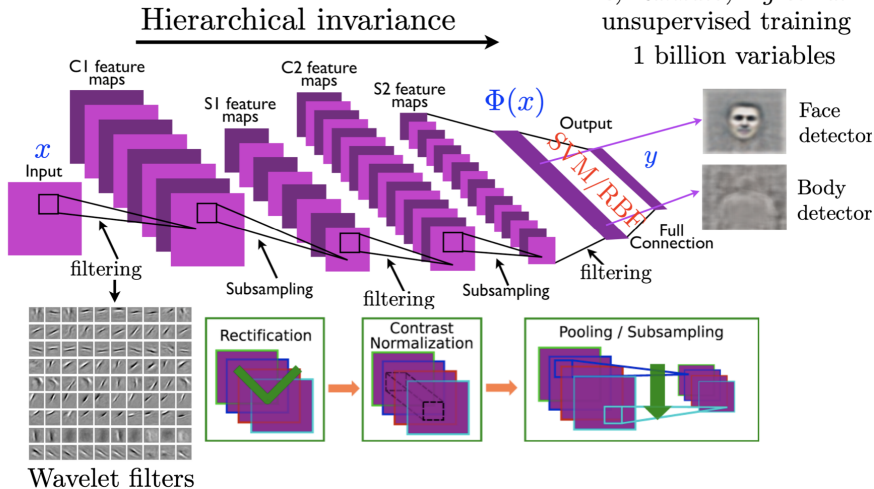 Hierarchical invariance
unsupervised training
1 billion variables
C1 feature
maps
S1 feature
maps
C2 feature
maps
S2 feature
maps
Φ(x)
Output
SVM/RBF
y
Face
detector
Body
detector
x
Input
Full
Connection
filtering
Subsampling
filtering
Subsampling
filtering
Rectification
Contrast
Normalization
Pooling / Subsampling
Wavelet filters